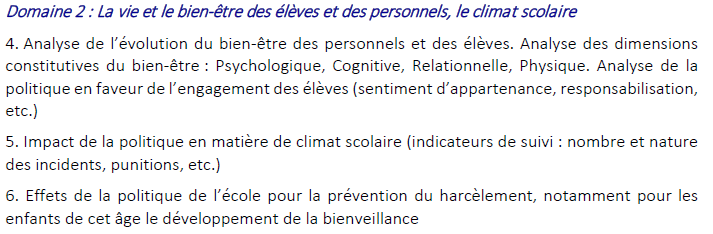 Domaine 2 : La vie et le bien-être des élèves et des personnels, le climat scolaire
4. Analyse de l’évolution du bien-être des personnels et des élèves. Analyse des dimensions
constitutives du bien-être : Psychologique, Cognitive, Relationnelle, Physique. Analyse de la
politique en faveur de l’engagement des élèves (sentiment d’appartenance, responsabilisation,
etc.)
5. Impact de la politique en matière de climat scolaire (indicateurs de suivi : nombre et nature
des incidents, punitions, etc.)
6. Effets de la politique de l’école pour la prévention du harcèlement, notamment pour les
enfants de cet âge le développement de la bienveillance